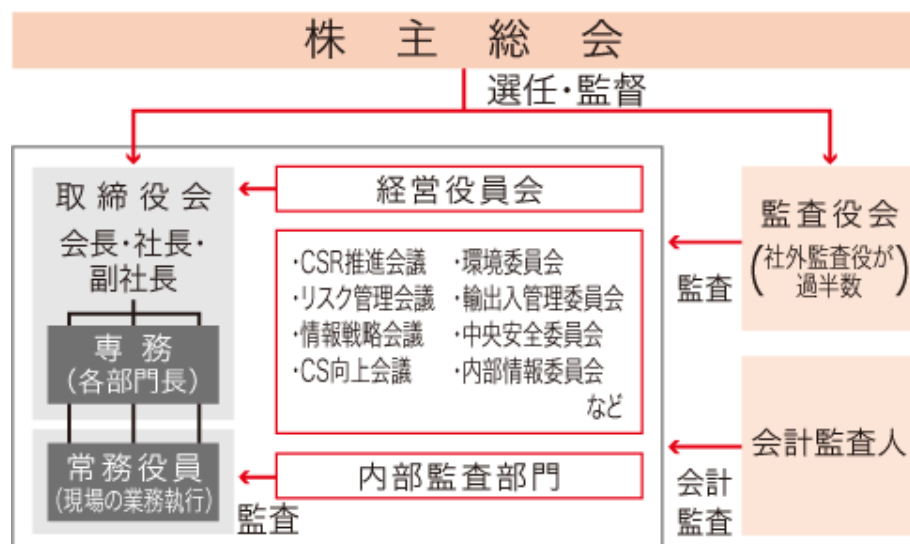 株主総会
選任・監督
取締役会
会長・社長・
副社長
専務
(各部門長)
常務役員
(現場の業務執行)
経営役員会
・CSR推進会議
・リスク管理会議
・情報戦略会議
・CS向上会議
・環境委員会
・輸出入管理委員会
・中央安全委員会
・内部情報委員会
など
内部監査部門
監査
監査役会
(社外監査役が
過半数)
監査
会計監査人
会計
監査